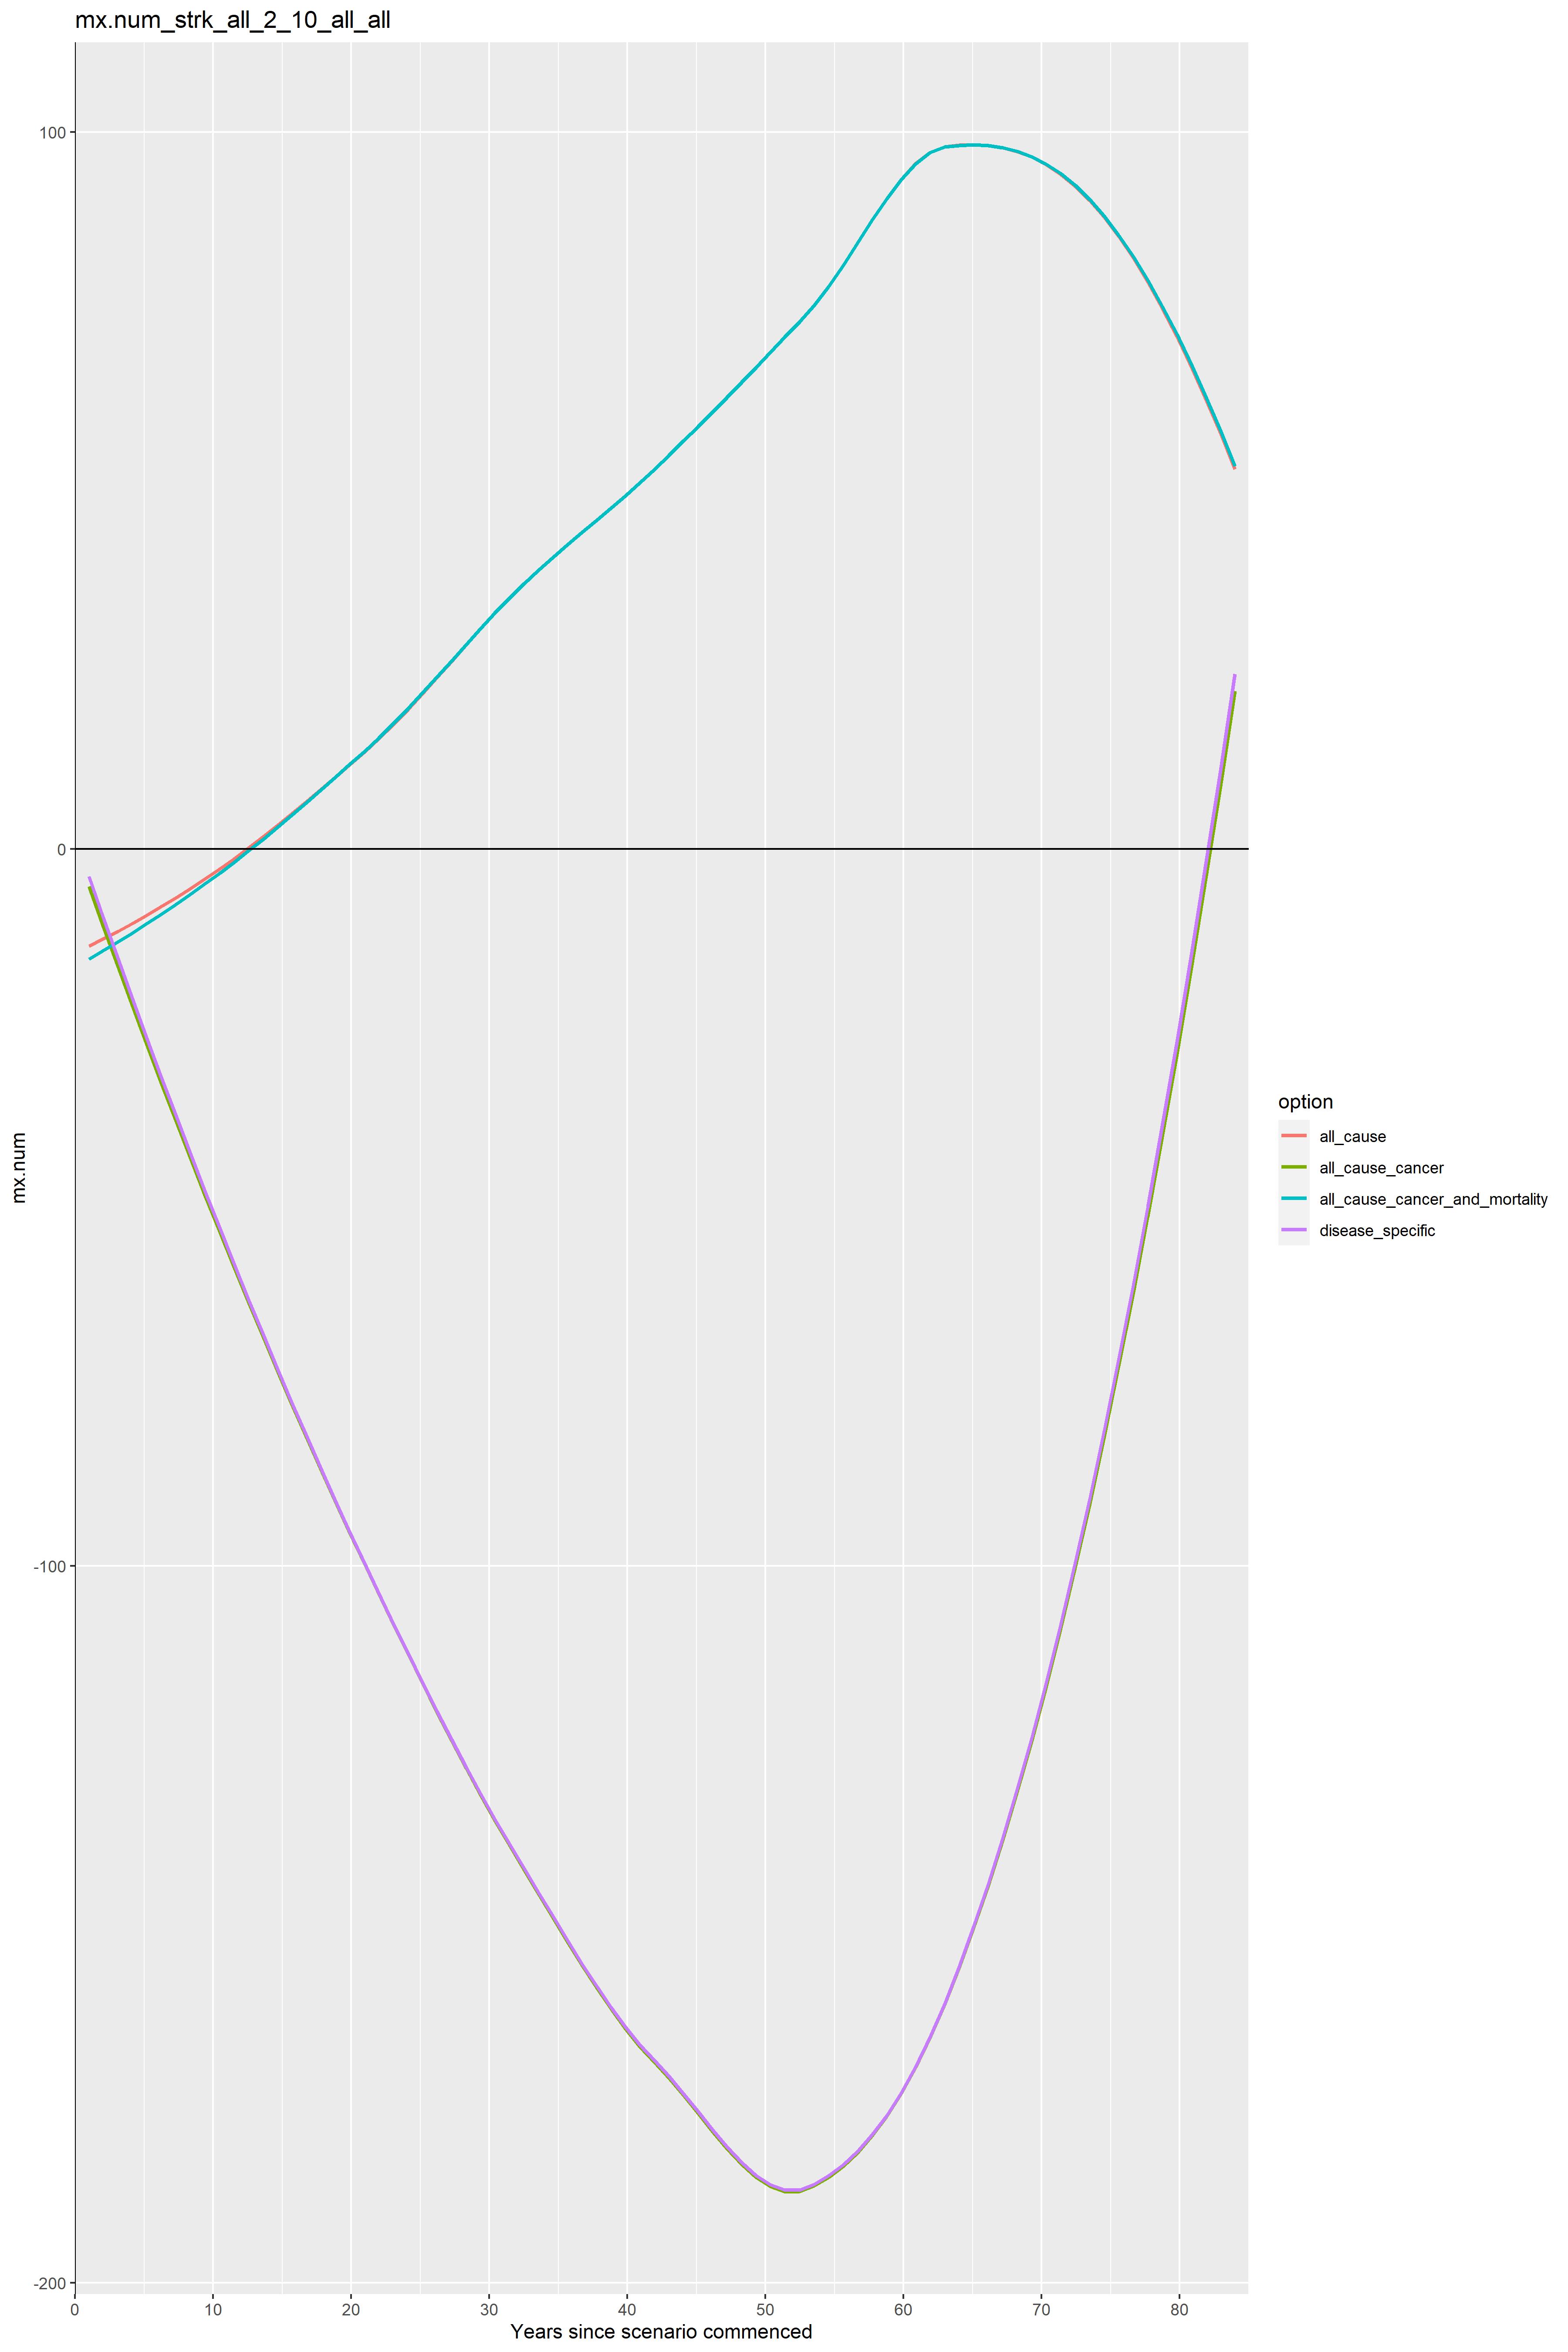 mx.num_strk_all_2_10_all_all
100
0
-100
-200
mx.num
0 10 20 30 40 50 60 70 80
Years since scenario commenced
option
all_cause
all_cause_cancer
all_cause_cancer_and_mortality
disease_specific